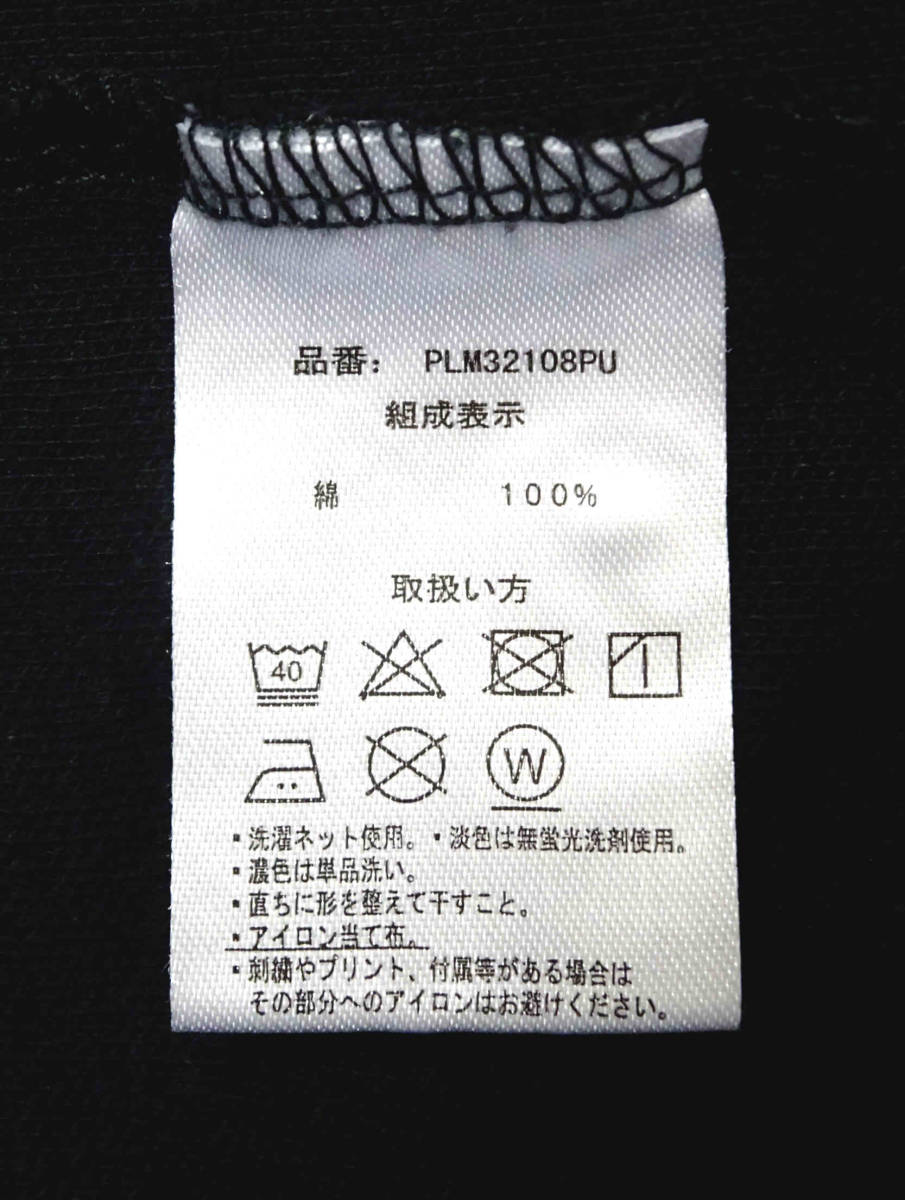 品番： PLM32108PU
組成表示
綿 100%
取扱い方
40
W
・洗濯ネット使用。・淡色は無蛍光洗剤使用。
・濃色は単品洗い。
・直ちに形を整えて干すこと。
・アイロン当て布。
・刺繍やプリント、付属等がある場合は
その部分へのアイロンはお避けください。